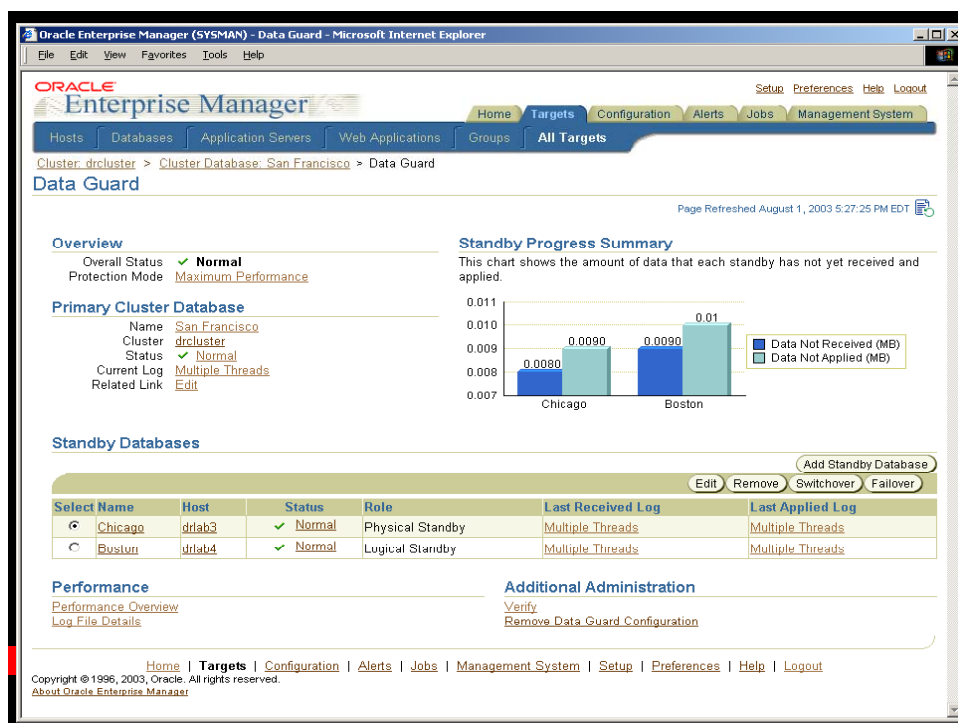 Oracle Enterprise Manager (SYSMAN) - Data Guard - Microsoft Internet Explorer
File Edit View Favorites Tools Help
ORACLE
Enterprise Manager
Setup Preferences Help Logout
Home Targets Configuration Alerts Jobs Management System
Hosts Databases Application Servers Web Applications Groups All Targets
Cluster: drcluster > Cluster Database: San Francisco > Data Guard
Data Guard
Page Refreshed August 1, 2003 5:27:25 PM EDT
Overview
Overall Status Normal
Protection Mode Maximum Performance
Primary Cluster Database
Name San Francisco
Cluster drcluster
Status Normal
Current Log Multiple Threads
Related Link Edit
Standby Progress Summary
This chart shows the amount of data that each standby has not yet received and
applied.
0.011
0.010
0.009
0.008
0.007
0.0080
0.0090
0.0090
0.01
Chicago Boston
Data Not Received (MB)
Data Not Applied (MB)
Standby Databases
Add Standby Database
Edit Remove Switchover Failover
Select Name Host Status Role Last Received Log Last Applied Log
Chicago drlab3 Normal Physical Standby Multiple Threads Multiple Threads
Boston drlab4 Normal Logical Standby Multiple Threads Multiple Threads
Performance
Performance Overview
Log File Details
Additional Administration
Verify
Remove Data Guard Configuration
Home | Targets | Configuration | Alerts | Jobs | Management System | Setup | Preferences | Help | Logout
Copyright © 1996, 2003, Oracle. All rights reserved.
About Oracle Enterprise Manager